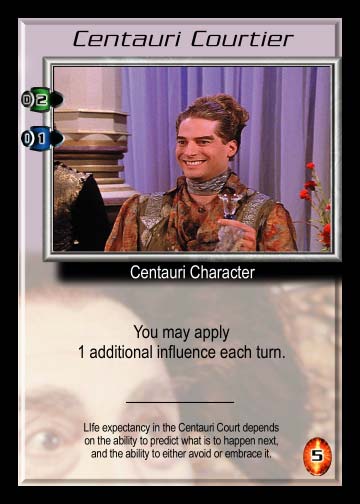 Centauri Courtier
D 2
I 1
Centauri Character
You may apply
1 additional influence each turn.
LIfe expectancy in the Centauri Court depends
on the ability to predict what is to happen next,
and the ability to either avoid or embrace it.
5